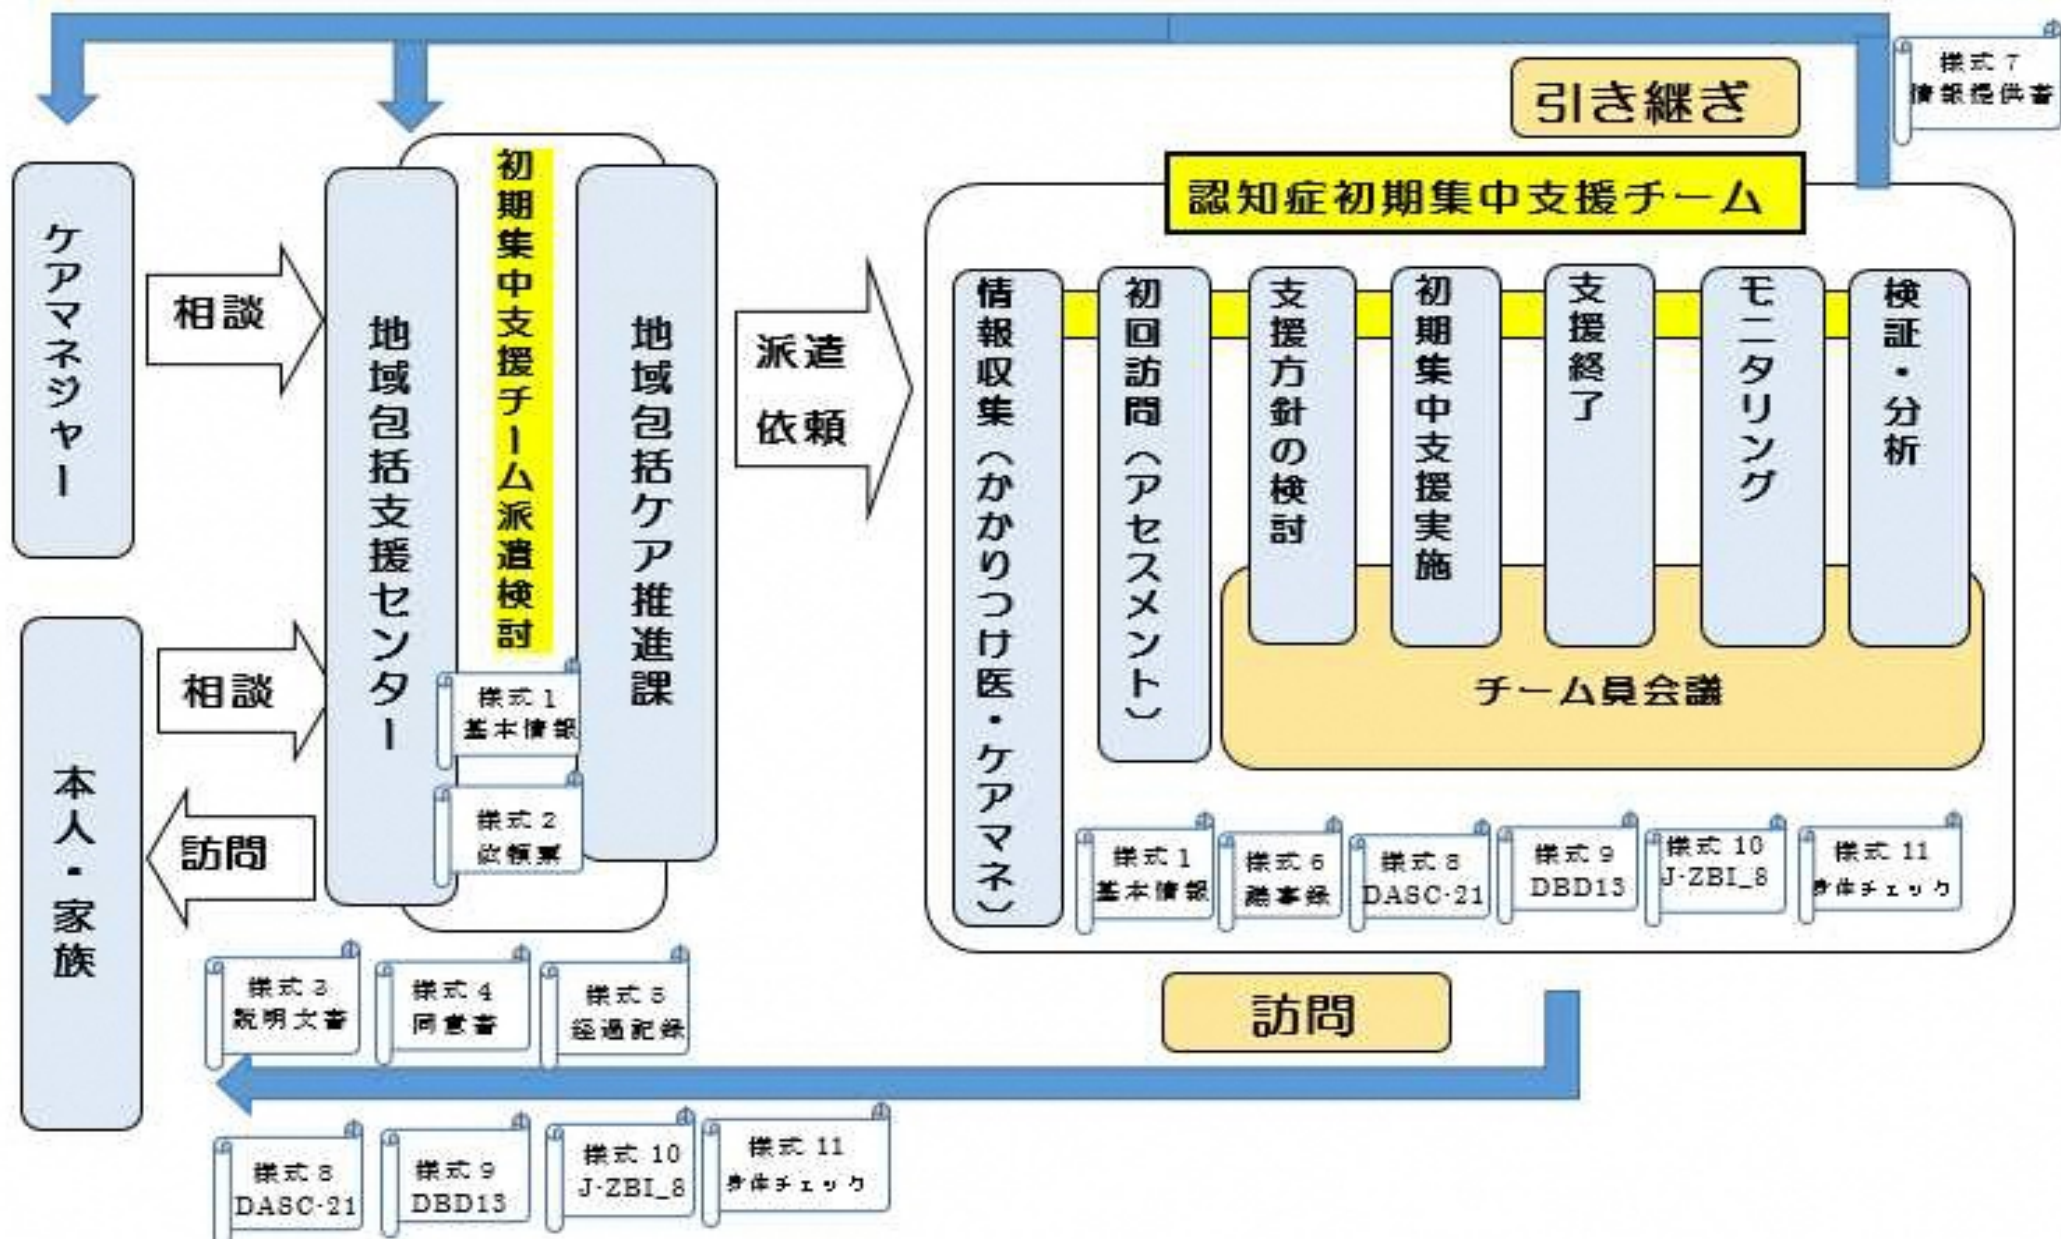 様式 7
情報提供書
引き継ぎ
認知症初期集中支援チーム
ケアマネジャー
相談
地域包括支援センター
初期集中支援チーム派遣検討
地域包括ケア推進課
派遣
依頼
情報収集（かかりつけ医・ケアマネ）
初回訪問（アセスメント）
支援方針の検討
初期集中支援実施
支援終了
モニタリング
検証・分析
チーム員会議
本人・家族
相談
訪問
様式 1
基本情報
様式 2
依頼票
様式 1
基本情報
様式 6
議事録
様式 8
DASC-21
様式 9
DBD13
様式 10
J-ZBI_8
様式 11
身体チェック
様式 3
説明文書
様式 4
同意書
様式 5
経過記録
訪問
様式 8
DASC-21
様式 9
DBD13
様式 10
J-ZBI_8
様式 11
身体チェック